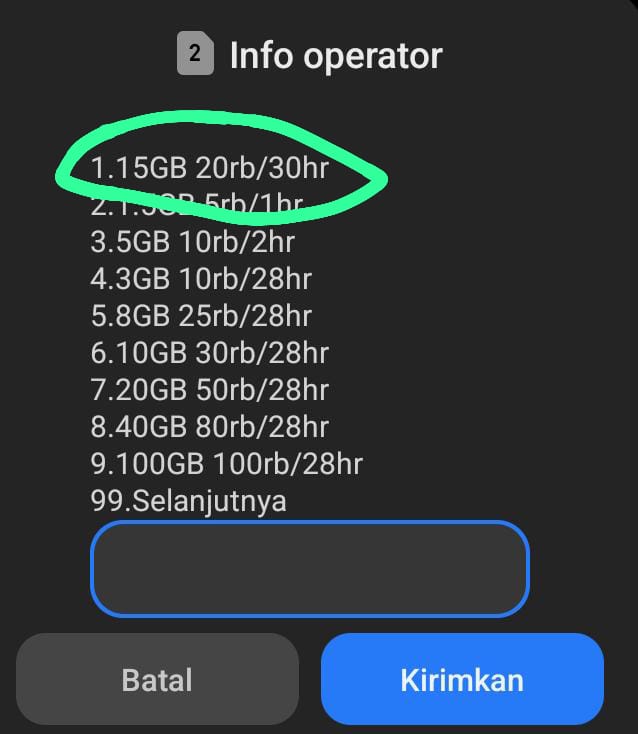 2 Info operator
1.15GB 20rb/30hr
2.1.5GB 5rb/1hr
3.5GB 10rb/2hr
4.3GB 10rb/28hr
5.8GB 25rb/28hr
6.10GB 30rb/28hr
7.20GB 50rb/28hr
8.40GB 80rb/28hr
9.100GB 100rb/28hr
99.Selanjutnya
Batal Kirimkan